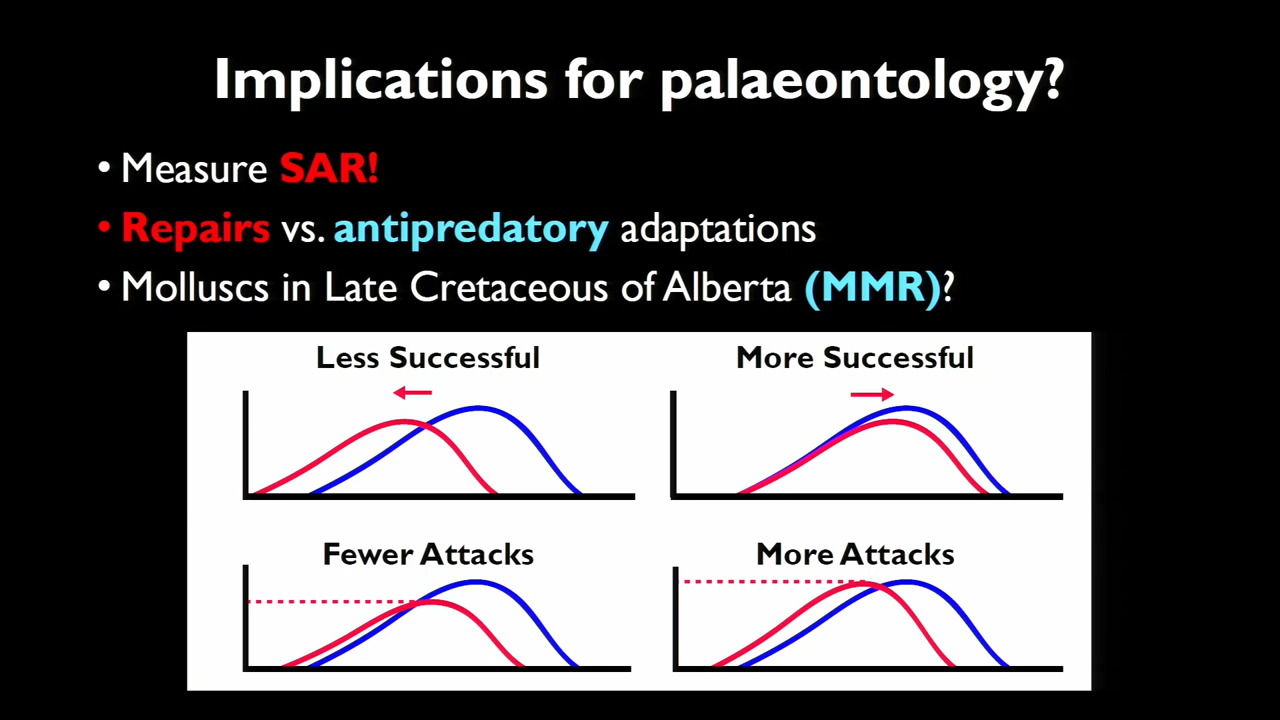 Implications for palaeontology?
• Measure SAR!
• Repairs vs. antipredatory adaptations
• Molluscs in Late Cretaceous of Alberta (MMR)?
Less Successful
More Successful
Fewer Attacks
More Attacks